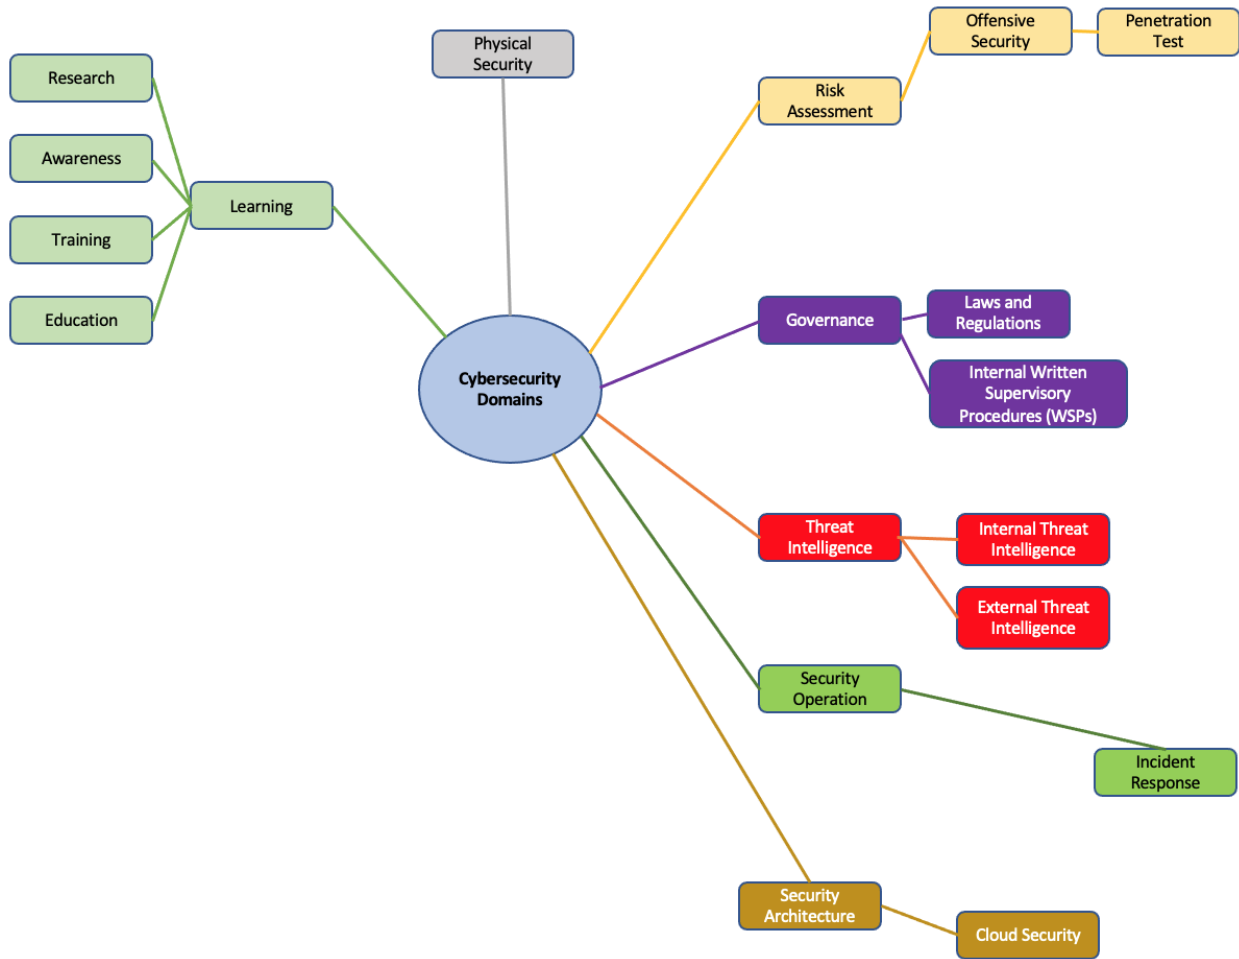 Offensive
Security
Penetration
Test
Physical
Security
Research
Risk
Assessment
Awareness
Learning
Training
Education
Laws and
Regulations
Governance
Internal Written
Supervisory
Procedures (WSPs)
Cybersecurity
Domains
Threat
Intelligence
Internal Threat
Intelligence
External Threat
Intelligence
Security
Operation
Incident
Response
Security
Architecture
Cloud Security